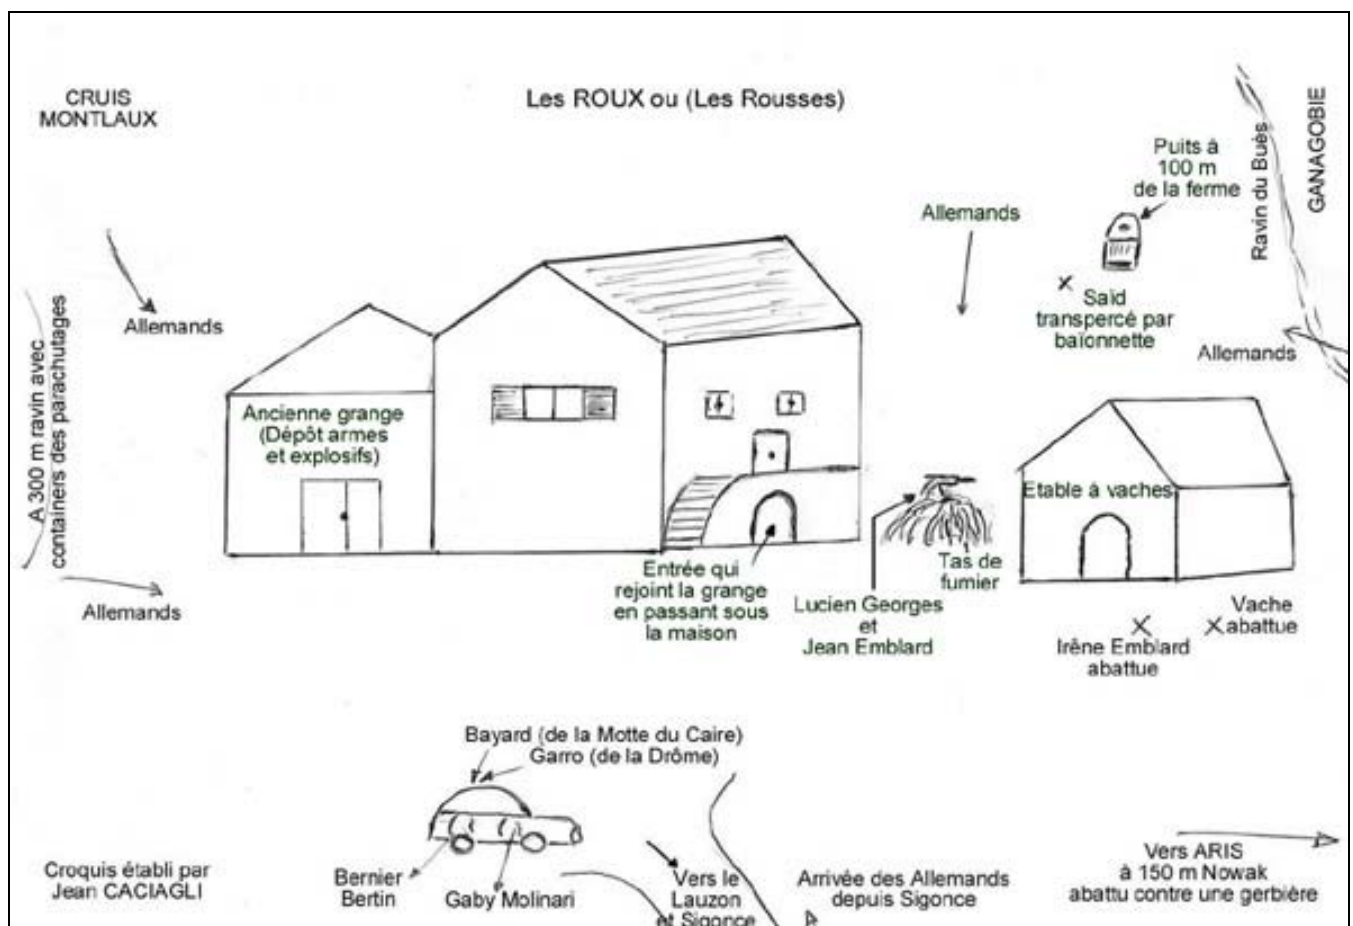 CRUIS
MONTLAUX
Les ROUX ou (Les Rousses)
GANAGOBIE
Ravin du Buès
Puits à
100 m
de la ferme
Allemands
Saïd
transpercé par
baïonnette
Allemands
Allemands
A 300 m ravin avec
containers des parachutages
Allemands
Ancienne grange
(Dépôt armes
et explosifs)
Etable à vaches
Entrée qui
rejoint la grange
en passant sous
la maison
Tas de
fumier
Lucien Georges
et
Jean Emblard
Vache
abattue
Irêne Emblard
abattue
Bayard (de la Motte du Caire)
Garro (de la Drôme)
Croquis établi par
Jean CACIAGLI
Bernier
Bertin
Gaby Molinari
Vers le
Lauzon
et Sigonce
Arrivée des Allemands
depuis Sigonce
Vers ARIS
à 150 m Nowak
abattu contre une gerbière